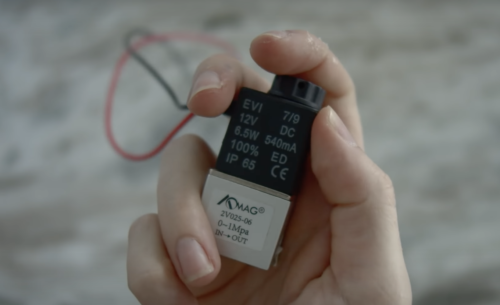 EVI 7/9
12V DC
6.5W 540mA
100% ED
IP 65 CE
MAG®
2V025-06
0~1Mpa
IN→OUT